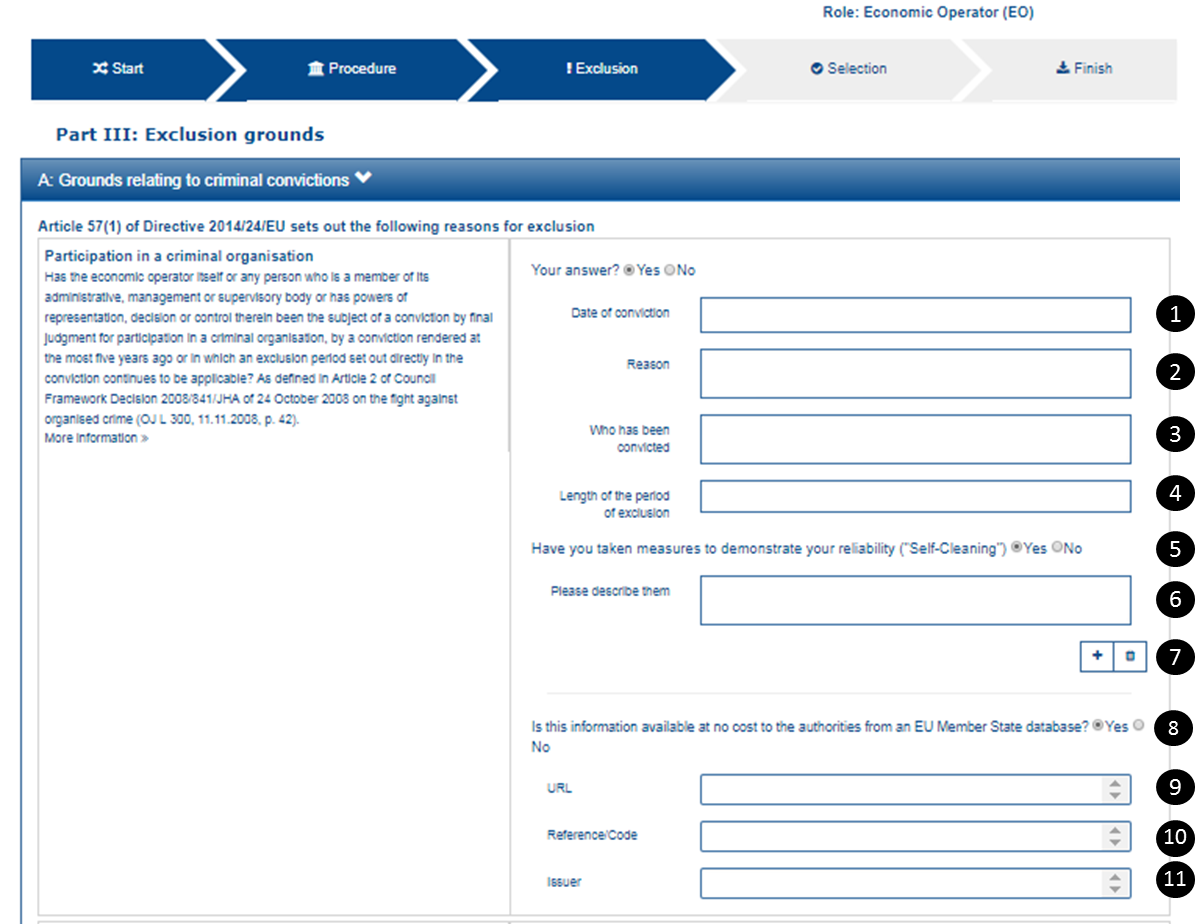 Role: Economic Operator (EO)
Start
Procedure
Exclusion
Selection
Finish
Part III: Exclusion grounds
A: Grounds relating to criminal convictions
Article 57(1) of Directive 2014/24/EU sets out the following reasons for exclusion
Participation in a criminal organisation
Has the economic operator itself or any person who is a member of its
administrative, management or supervisory body or has powers of
representation, decision or control therein been the subject of a conviction by final
judgment for participation in a criminal organisation, by a conviction rendered at
the most five years ago or in which an exclusion period set out directly in the
conviction continues to be applicable? As defined in Article 2 of Council
Framework Decision 2008/841/JHA of 24 October 2008 on the fight against
organised crime (OJ L 300, 11.11.2008, p. 42).
More information »
Your answer? Yes No
Date of conviction
1
Reason
2
Who has been
convicted
3
Length of the period
of exclusion
4
Have you taken measures to demonstrate your reliability ("Self-Cleaning") Yes No
5
Please describe them
6
+
7
Is this information available at no cost to the authorities from an EU Member State database? Yes
No
8
URL
9
Reference/Code
10
Issuer
11